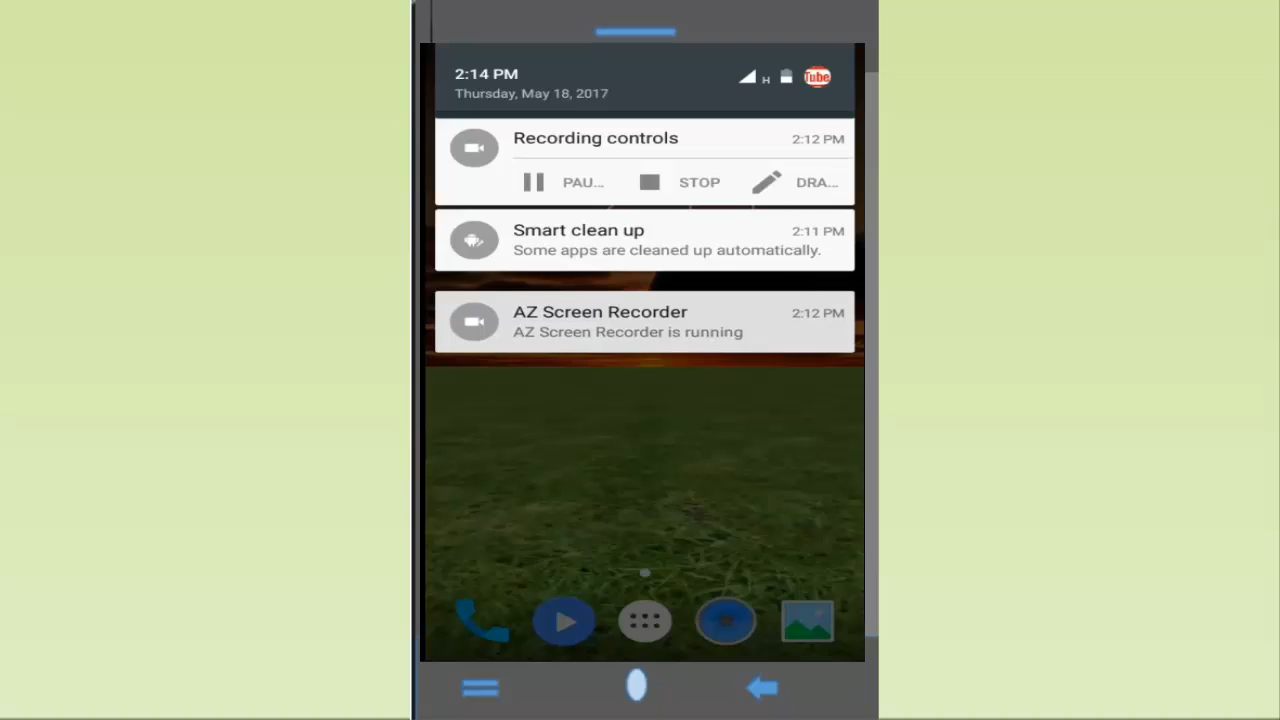 2:14 PM
Thursday, May 18, 2017
H
Tube
Recording controls
2:12 PM
PAU...
STOP
DRA...
Smart clean up
2:11 PM
Some apps are cleaned up automatically.
AZ Screen Recorder
2:12 PM
AZ Screen Recorder is running